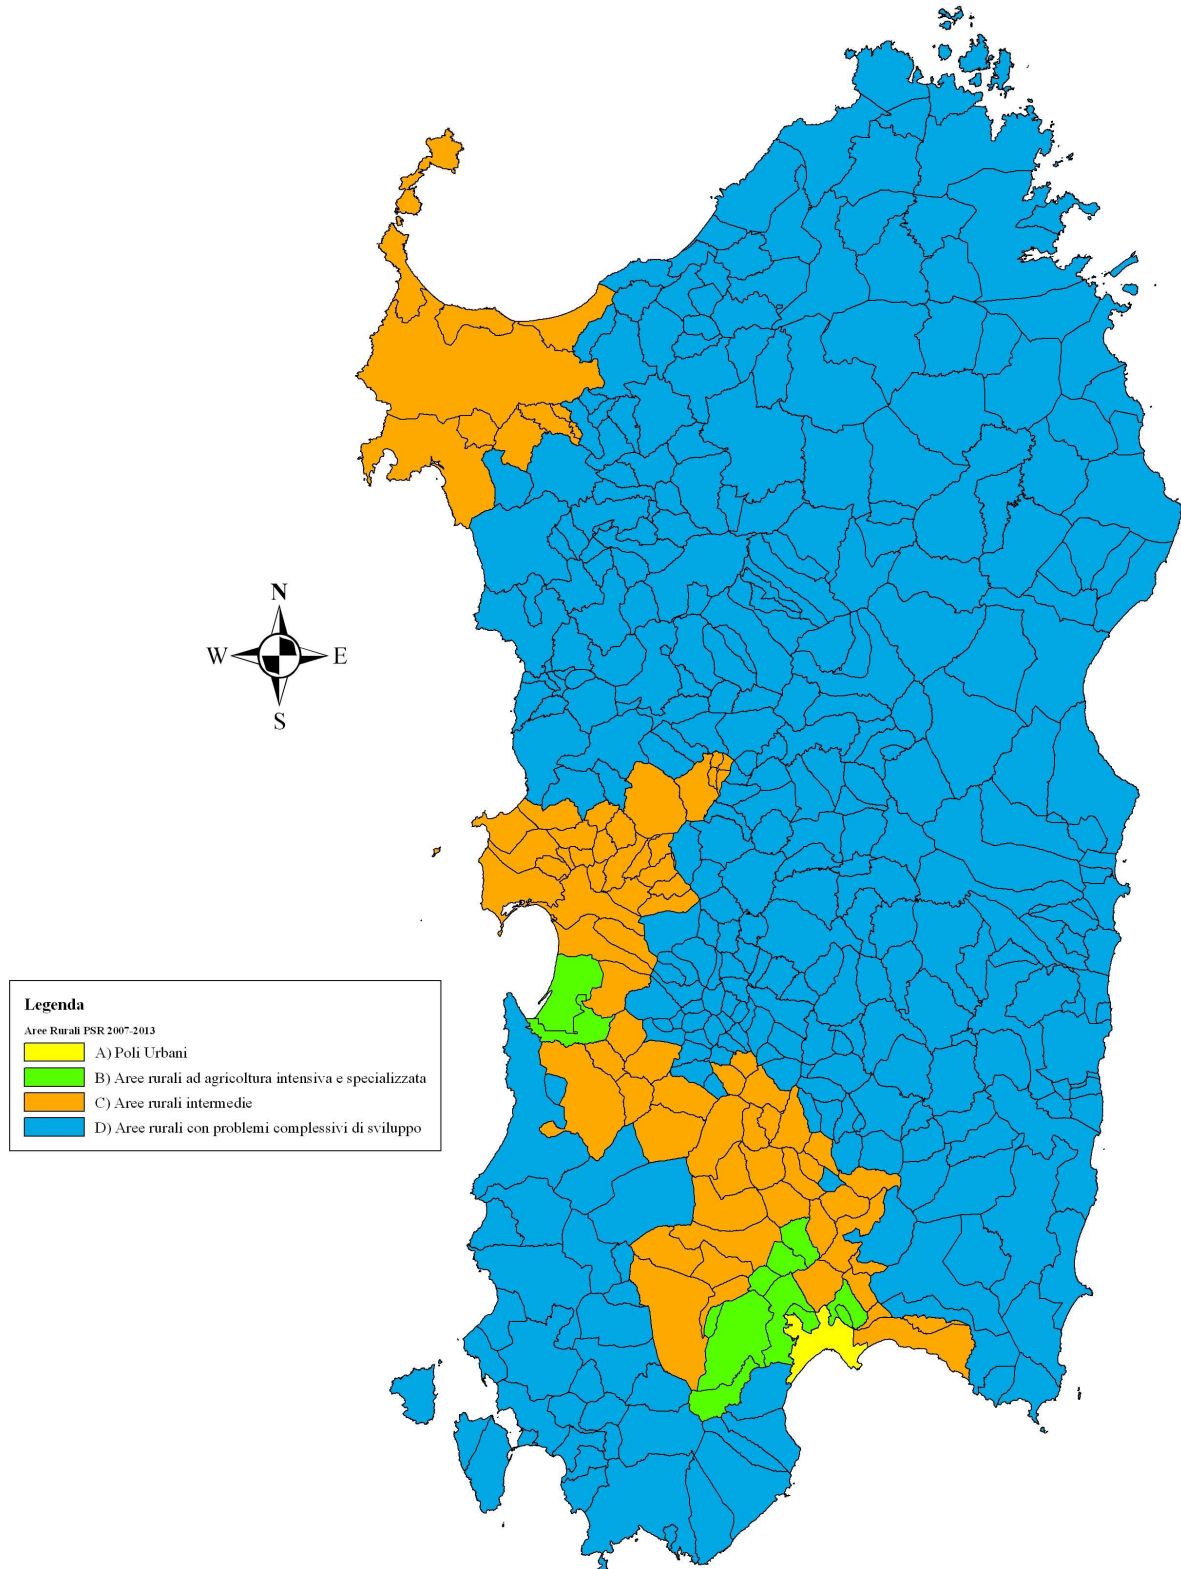 N
W E
S
Legenda
Aree Rurali PSR 2007-2013
A) Poli Urbani
B) Aree rurali ad agricoltura intensiva e specializzata
C) Aree rurali intermedie
D) Aree rurali con problemi complessivi di sviluppo